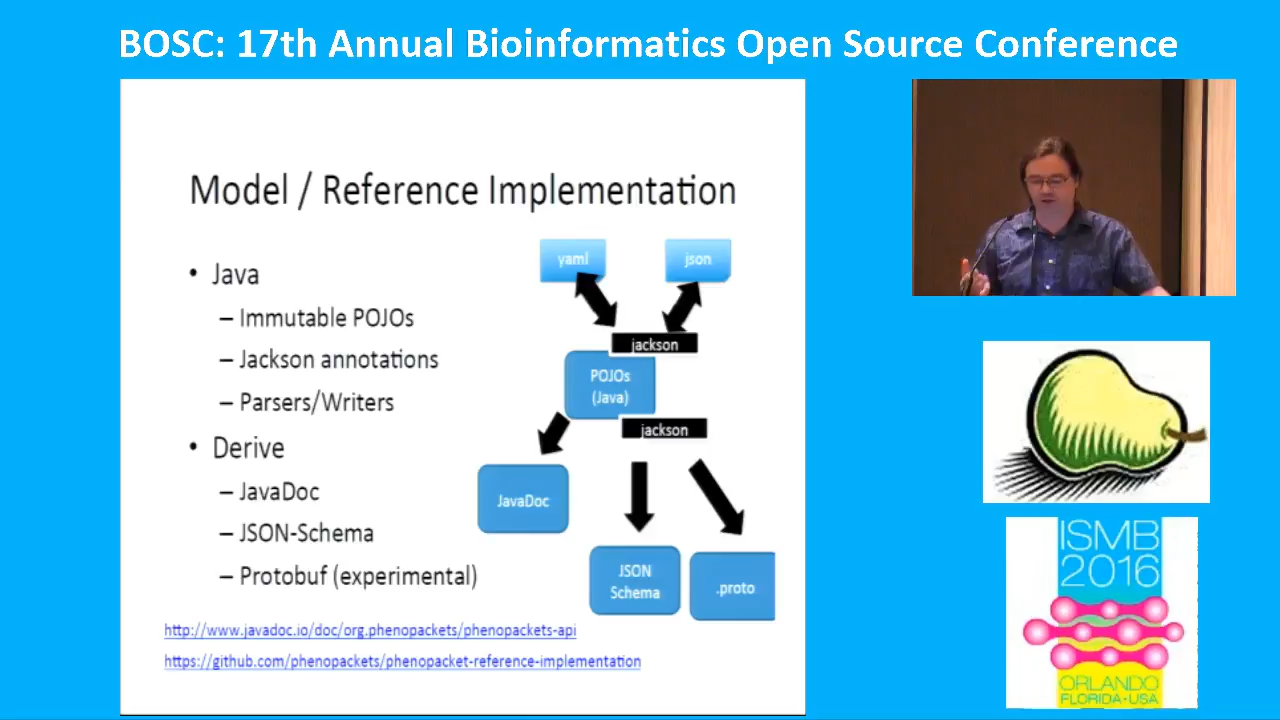 BOSC: 17th Annual Bioinformatics Open Source Conference
Model / Reference Implementation
• Java
– Immutable POJOs
– Jackson annotations
– Parsers/Writers
• Derive
– JavaDoc
– JSON-Schema
– Protobuf (experimental)
yaml
json
jackson
POJOs
(Java)
jackson
JavaDoc
JSON
Schema
.proto
http://www.javadoc.io/doc/org.phenopackets/phenopackets-api
https://github.com/phenopackets/phenopacket-reference-implementation
ISMB
2016
ORLANDO
FLORIDA•USA